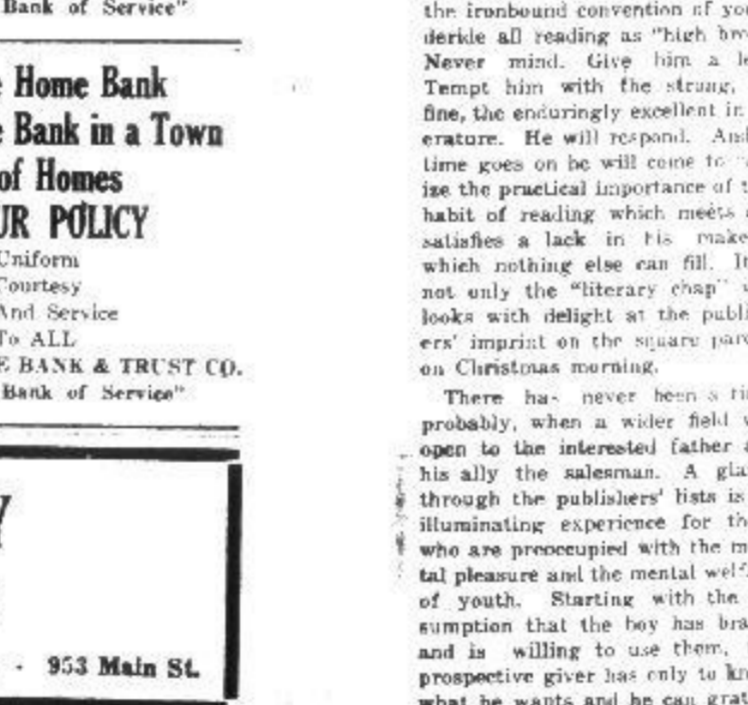 Bank of Service"
Home Bank
Bank in a Town
of Homes
UR POLICY
Uniform
Courtesy
And Service
To ALL
E BANK & TRUST CO.
Bank of Service"
Y
- 953 Main St.
the ironbound convention of yo
deride all reading as "high bro
Never mind. Give him a le
Tempt him with the strong,
fine, the enduringly excellent in
erature. He will respond. And
time goes on he will come to
ize the practical importance of t
habit of reading which meets
satisfies a lack in his make
which nothing else can fill. It
not only the "literary chap" w
looks with delight at the publi
ers' imprint on the square parc
on Christmas morning.
There has never been a ti
probably, when a wider field w
open to the interested father a
his ally the salesman. A gla
through the publishers' lists is
illuminating experience for th
who are preoccupied with the m
tal pleasure and the mental welf
of youth. Starting with the
sumption that the boy has bra
and is willing to use them,
prospective giver has only to kn
what he wants and he can grat